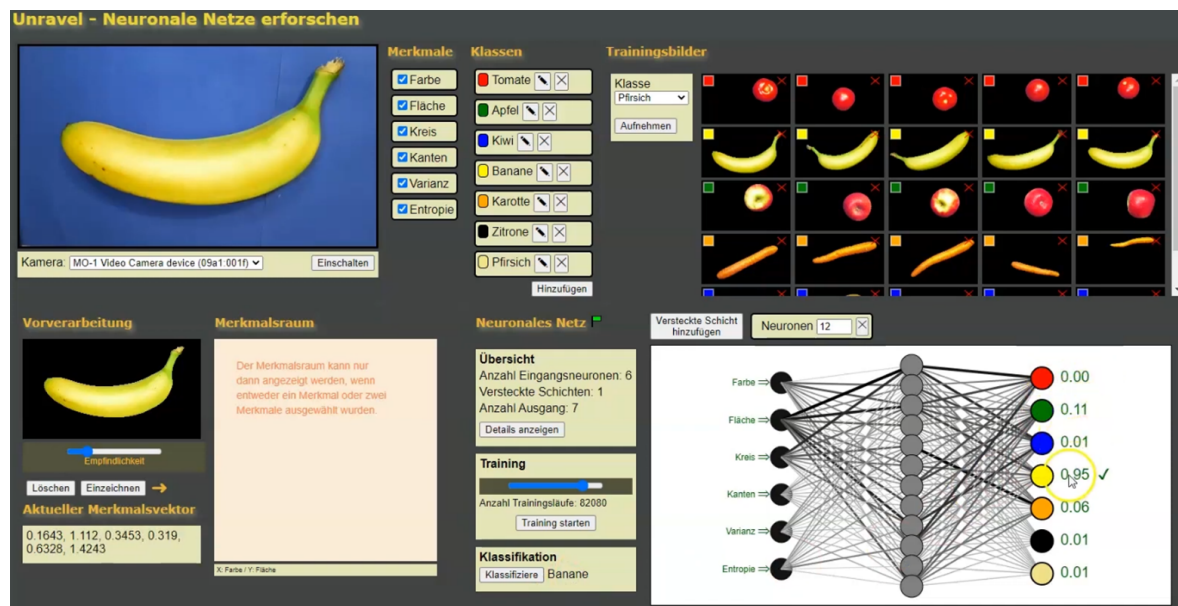 Unravel - Neuronale Netze erforschen
Merkmale
Klassen
Trainingsbilder
Farbe
Fläche
Kreis
Kanten
Varianz
Entropie
Tomate
Apfel
Kiwi
Banane
Karotte
Zitrone
Pfirsich
Hinzufügen
Klasse
Pfirsich
Aufnehmen
Kamera: MO-1 Video Camera device (09a1:001f)
Einschalten
Vorverarbeitung
Empfindlichkeit
Löschen
Einzeichnen
Aktueller Merkmalsvektor
0.1643, 1.112, 0.3453, 0.319,
0.6328, 1.4243
Merkmalsraum
Der Merkmalsraum kann nur
dann angezeigt werden, wenn
entweder ein Merkmal oder zwei
Merkmale ausgewählt wurden.
X: Farbe / Y: Fläche
Neuronales Netz
Versteckte Schicht
hinzufügen
Neuronen 12
Übersicht
Anzahl Eingangsneuronen: 6
Versteckte Schichten: 1
Anzahl Ausgang: 7
Details anzeigen
Training
Anzahl Trainingsläufe: 82080
Training starten
Klassifikation
Klassifiziere Banane
Farbe
Fläche
Kreis
Kanten
Varianz
Entropie
0.00
0.11
0.01
0.95
0.06
0.01
0.01